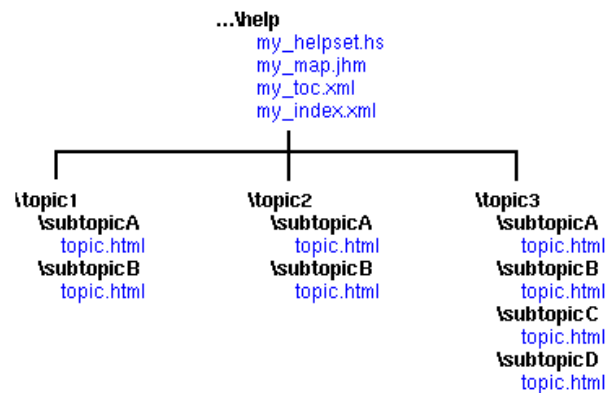 ...\help
my_helpset.hs
my_map.jhm
my_toc.xml
my_index.xml
\topic1
\subtopicA
topic.html
\subtopicB
topic.html
\topic2
\subtopicA
topic.html
\subtopicB
topic.html
\topic3
\subtopicA
topic.html
\subtopicB
topic.html
\subtopicC
topic.html
\subtopicD
topic.html